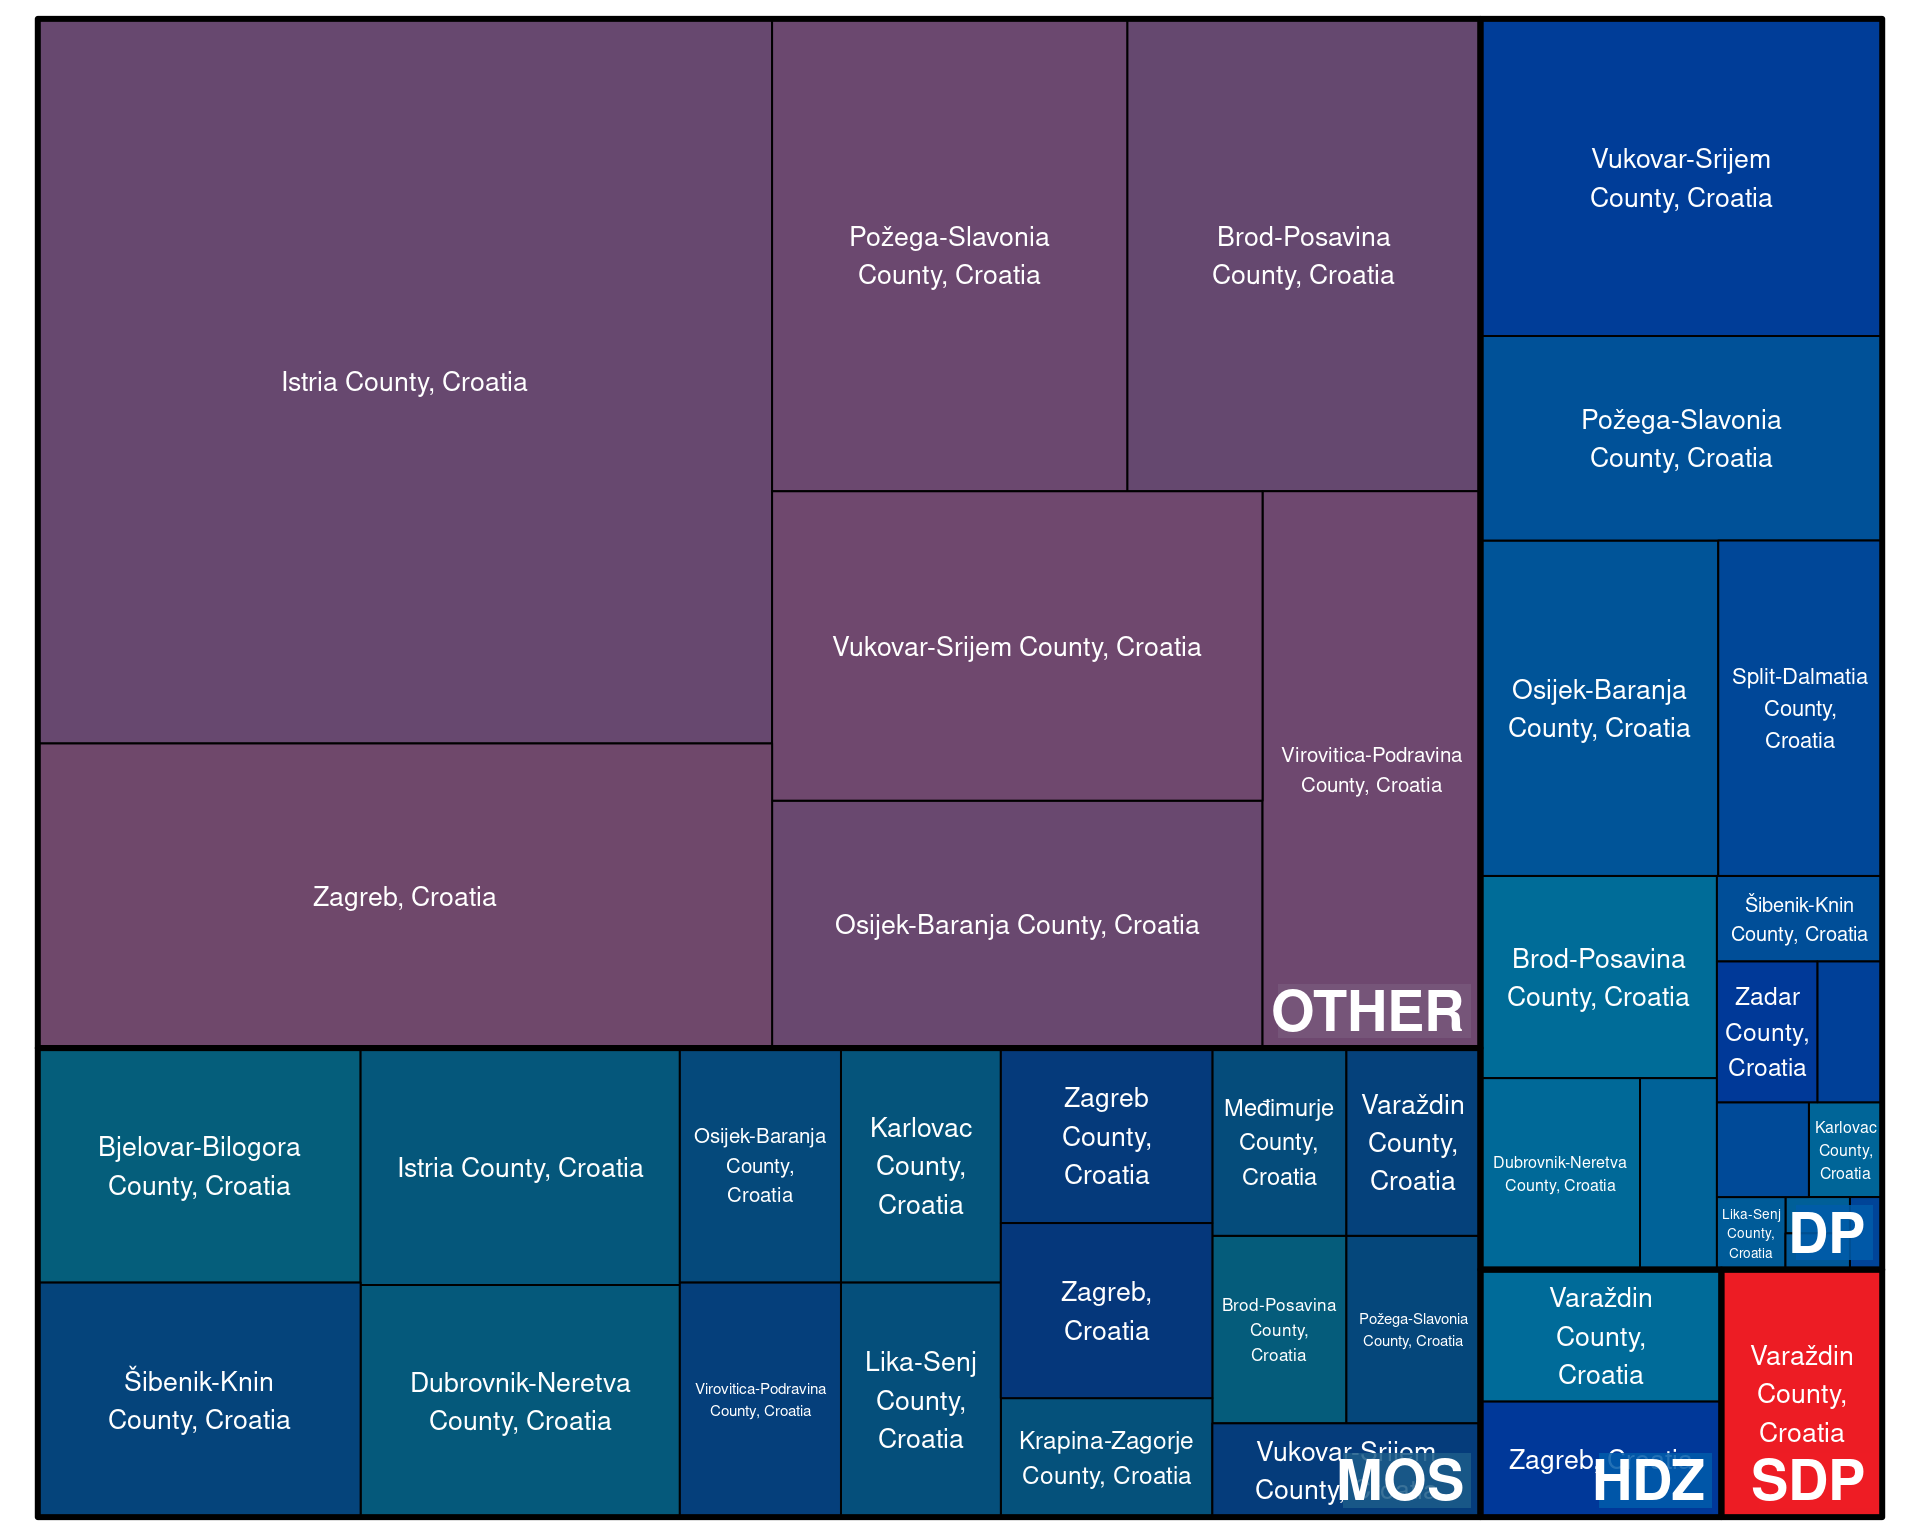 Istria County, Croatia
Požega-Slavonia
County, Croatia
Brod-Posavina
County, Croatia
Zagreb, Croatia
Vukovar-Srijem County, Croatia
Osijek-Baranja County, Croatia
Virovitica-Podravina
County, Croatia
OTHER
Vukovar-Srijem
County, Croatia
Požega-Slavonia
County, Croatia
Osijek-Baranja
County, Croatia
Split-Dalmatia
County,
Croatia
Brod-Posavina
County, Croatia
Šibenik-Knin
County, Croatia
Zadar
County,
Croatia
Dubrovnik-Neretva
County, Croatia
Karlovac
County,
Croatia
Lika-Senj
County,
Croatia
DP
Bjelovar-Bilogora
County, Croatia
Šibenik-Knin
County, Croatia
Istria County, Croatia
Dubrovnik-Neretva
County, Croatia
Osijek-Baranja
County,
Croatia
Virovitica-Podravina
County, Croatia
Karlovac
County,
Croatia
Lika-Senj
County,
Croatia
Zagreb
County,
Croatia
Zagreb,
Croatia
Krapina-Zagorje
County, Croatia
Međimurje
County,
Croatia
Varaždin
County,
Croatia
Brod-Posavina
County,
Croatia
Požega-Slavonia
County, Croatia
Vukovar-Srijem
County, Croatia
MOS
Varaždin
County,
Croatia
Zagreb, Croatia
HDZ
Varaždin
County,
Croatia
SDP